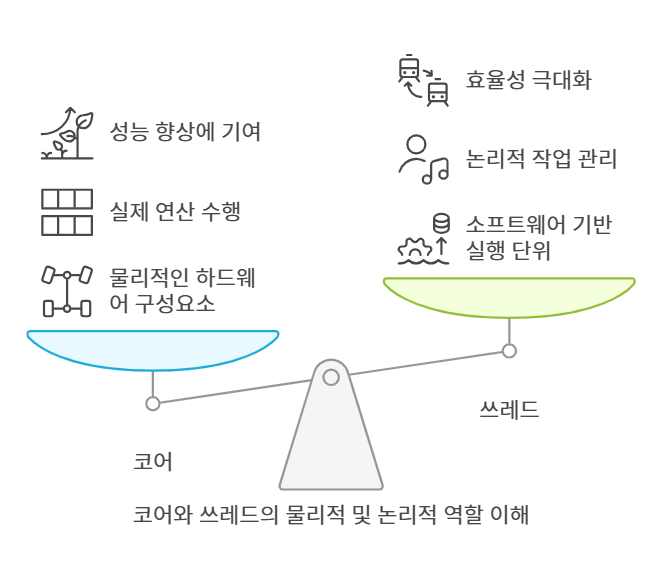 성능 향상에 기여
실제 연산 수행
물리적인 하드웨
어 구성요소
효율성 극대화
논리적 작업 관리
소프트웨어 기반
실행 단위
코어
쓰레드
코어와 쓰레드의 물리적 및 논리적 역할 이해